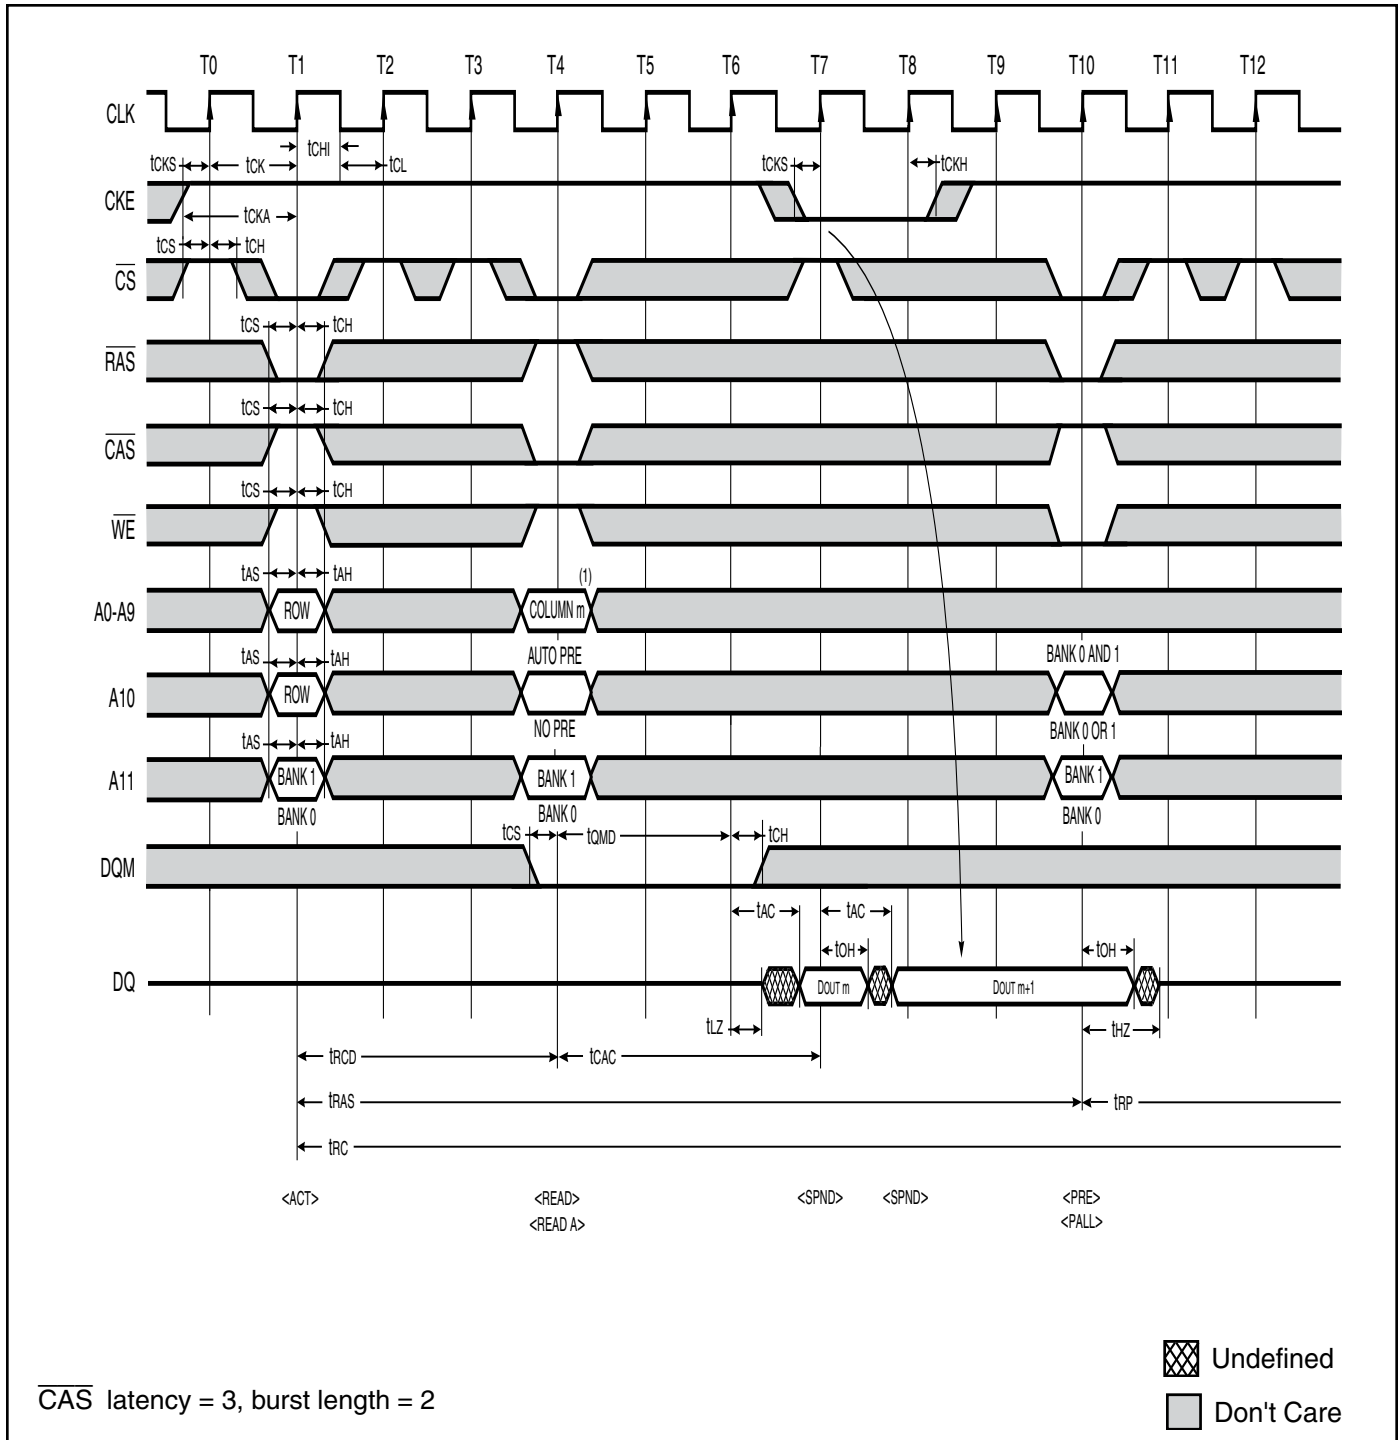 T0 T1 T2 T3 T4 T5 T6 T7 T8 T9 T10 T11 T12
CLK
tCHI
tCKS tCK tCL tCKS tCKH
CKE
tCKA
tCS tCH
CS
tCS tCH
RAS
tCS tCH
CAS
tCS tCH
WE
tAS tAH (1)
A0-A9 ROW COLUMN m
tAS tAH AUTO PRE BANK 0 AND 1
A10 ROW
NO PRE BANK 0 OR 1
tAS tAH
A11 BANK 1 BANK 1 BANK 1
BANK 0 BANK 0 BANK 0
tCS tQMD tCH
DQM
tAC tAC
tOH tOH
DQ DOUT m DOUT m+1
tLZ tHZ
tRCD tCAC
tRAS tRP
tRC
<ACT> <READ> <SPND> <SPND> <PRE>
<READ A> <PALL>
Undefined
CAS latency = 3, burst length = 2
Don't Care